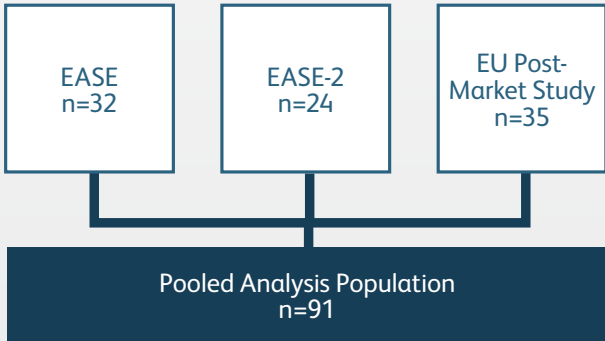 EASE
n=32
EASE-2
n=24
EU Post-
Market Study
n=35
Pooled Analysis Population
n=91